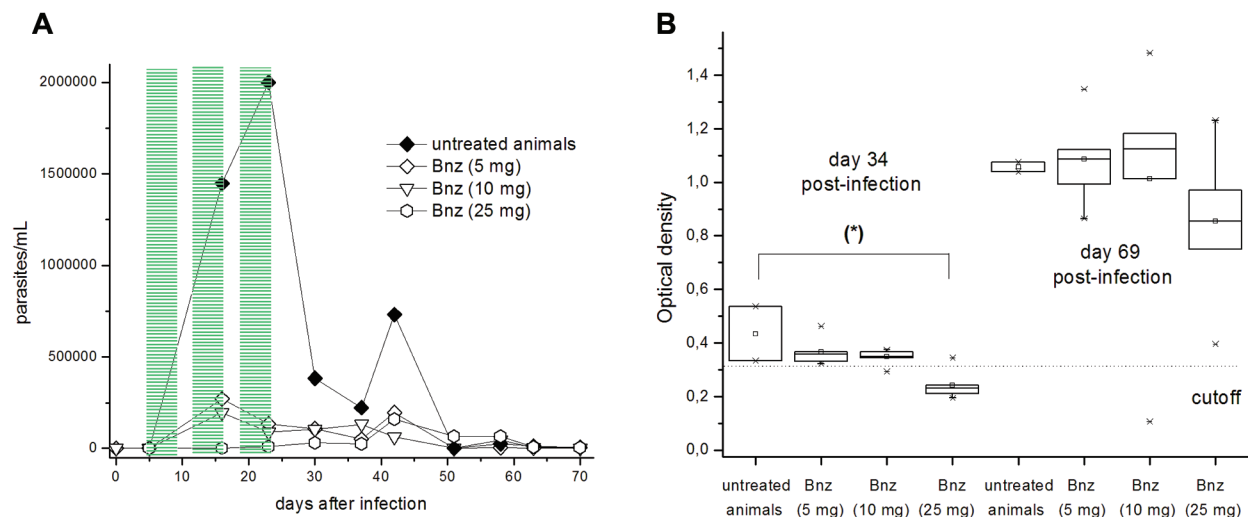 A
2000000
1500000
1000000
500000
0
parasites/mL
0 10 20 30 40 50 60 70
days after infection
untreated animals
Bnz (5 mg)
Bnz (10 mg)
Bnz (25 mg)
B
1,4
1,2
1,0
0,8
0,6
0,4
0,2
0,0
Optical density
day 34
post-infection
(*)
day 69
post-infection
cutoff
untreated Bnz Bnz Bnz untreated Bnz Bnz Bnz
animals (5 mg) (10 mg) (25 mg) animals (5 mg) (10 mg) (25 mg)